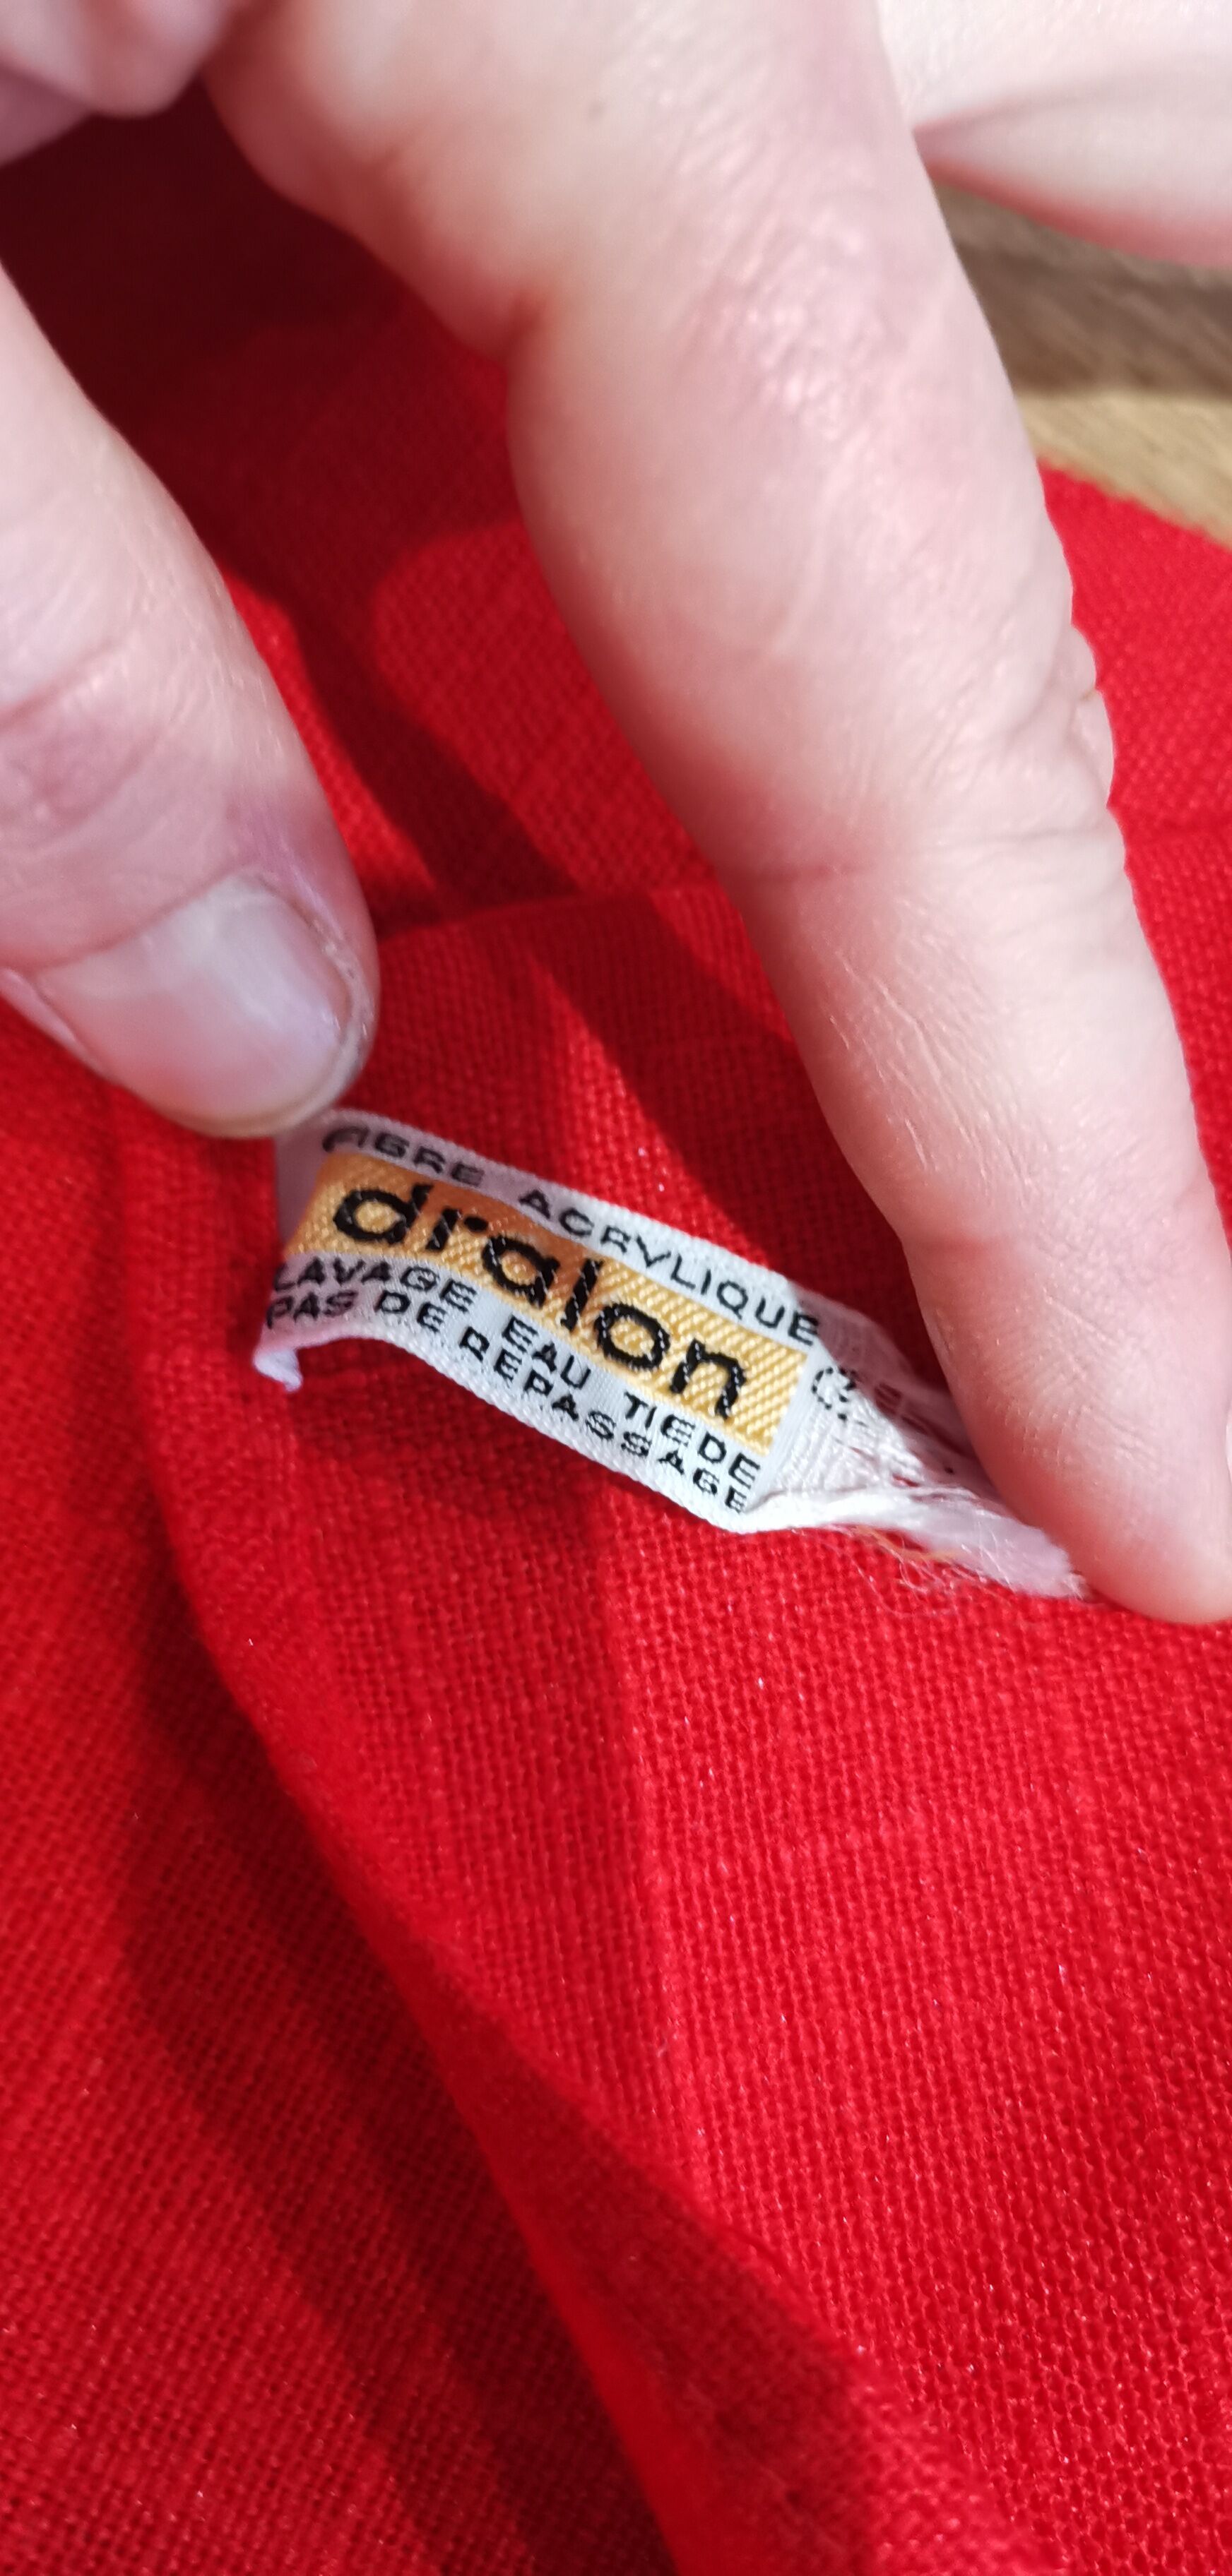 FIBRE ACRYLIQUE
dralon
LAVAGE EAU TIEDE
PAS DE REPASSAGE